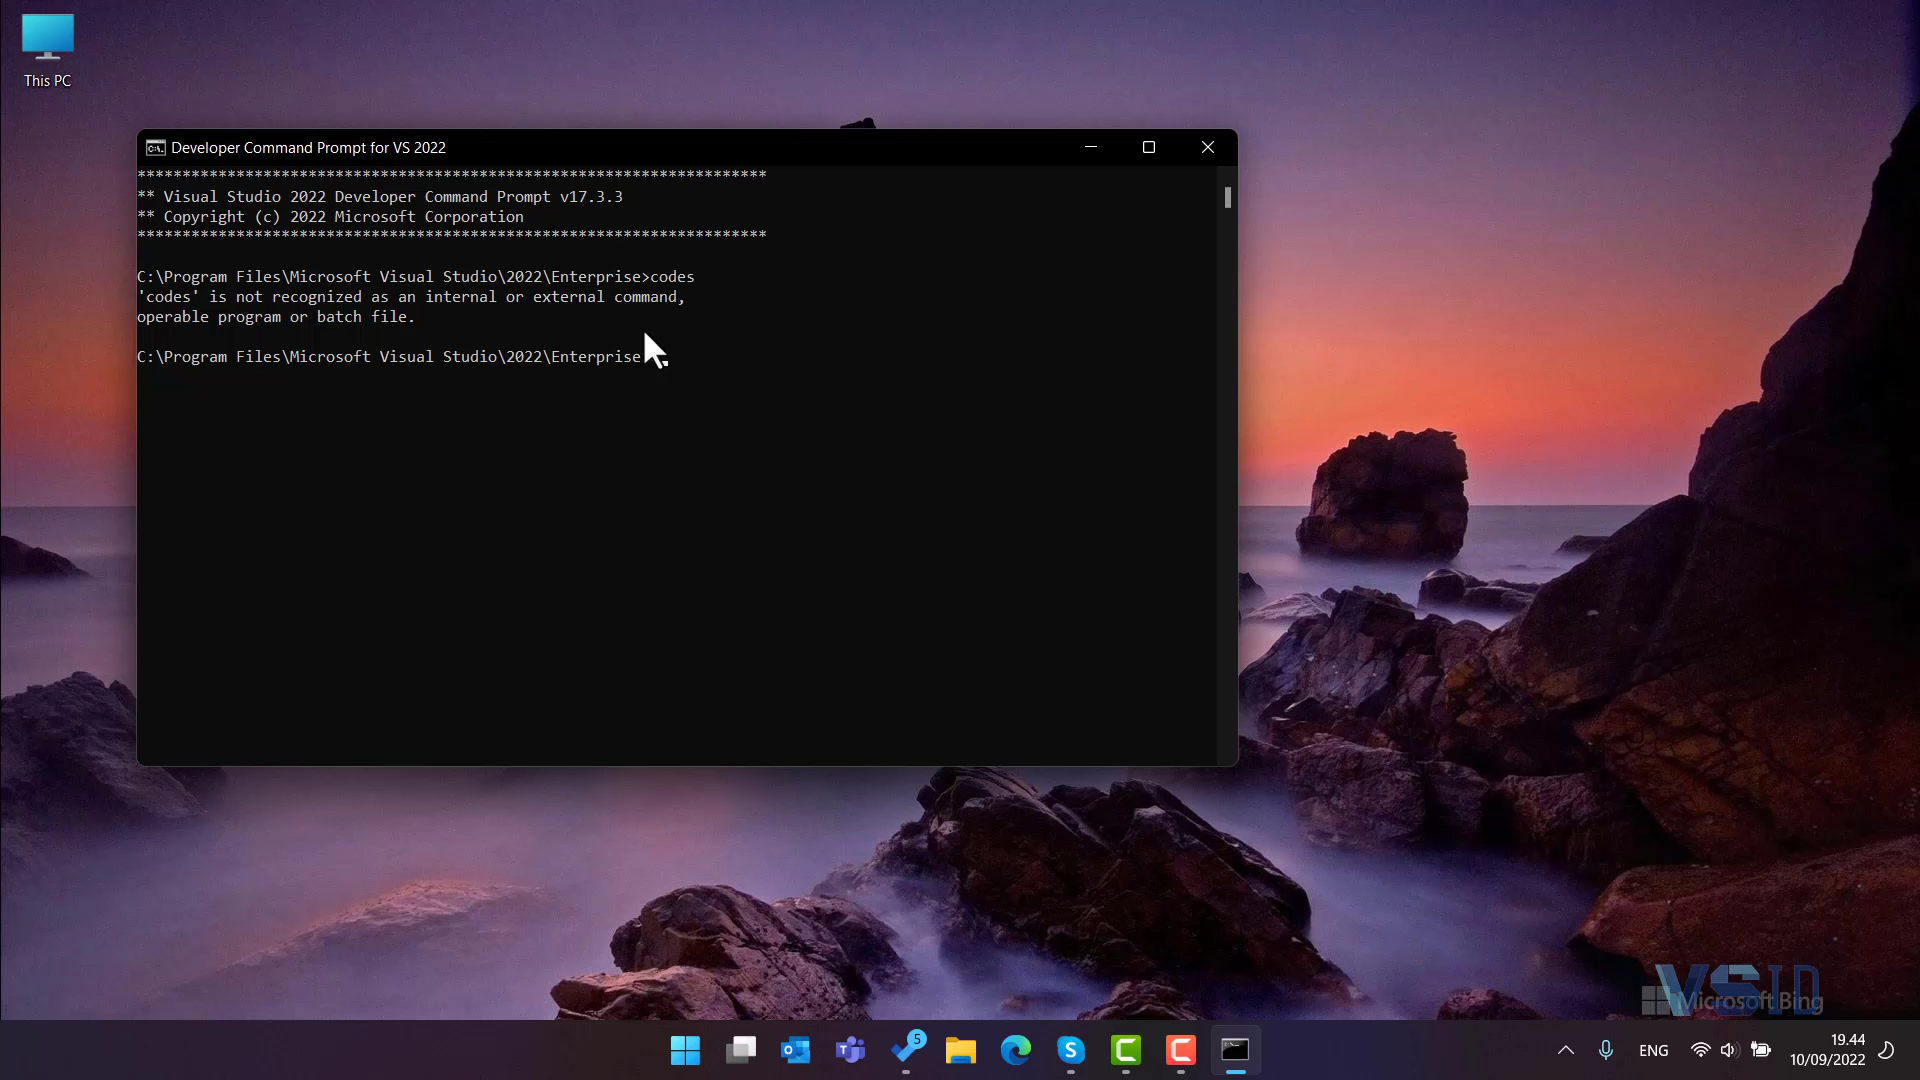 This PC
Developer Command Prompt for VS 2022
**********************************************************************
** Visual Studio 2022 Developer Command Prompt v17.3.3
** Copyright (c) 2022 Microsoft Corporation
**********************************************************************
C:\Program Files\Microsoft Visual Studio\2022\Enterprise>codes
'codes' is not recognized as an internal or external command,
operable program or batch file.
C:\Program Files\Microsoft Visual Studio\2022\Enterprise
VSID
Microsoft Bing
5
ENG
19.44
10/09/2022